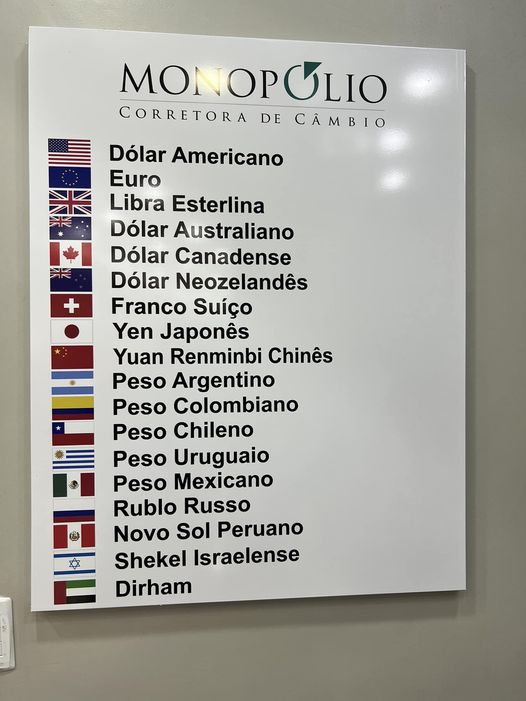 MONOPÓLIO
CORRETORA DE CÂMBIO
Dólar Americano
Euro
Libra Esterlina
Dólar Australiano
Dólar Canadense
Dólar Neozelandês
Franco Suíço
Yen Japonês
Yuan Renminbi Chinês
Peso Argentino
Peso Colombiano
Peso Chileno
Peso Uruguaio
Peso Mexicano
Rublo Russo
Novo Sol Peruano
Shekel Israelense
Dirham